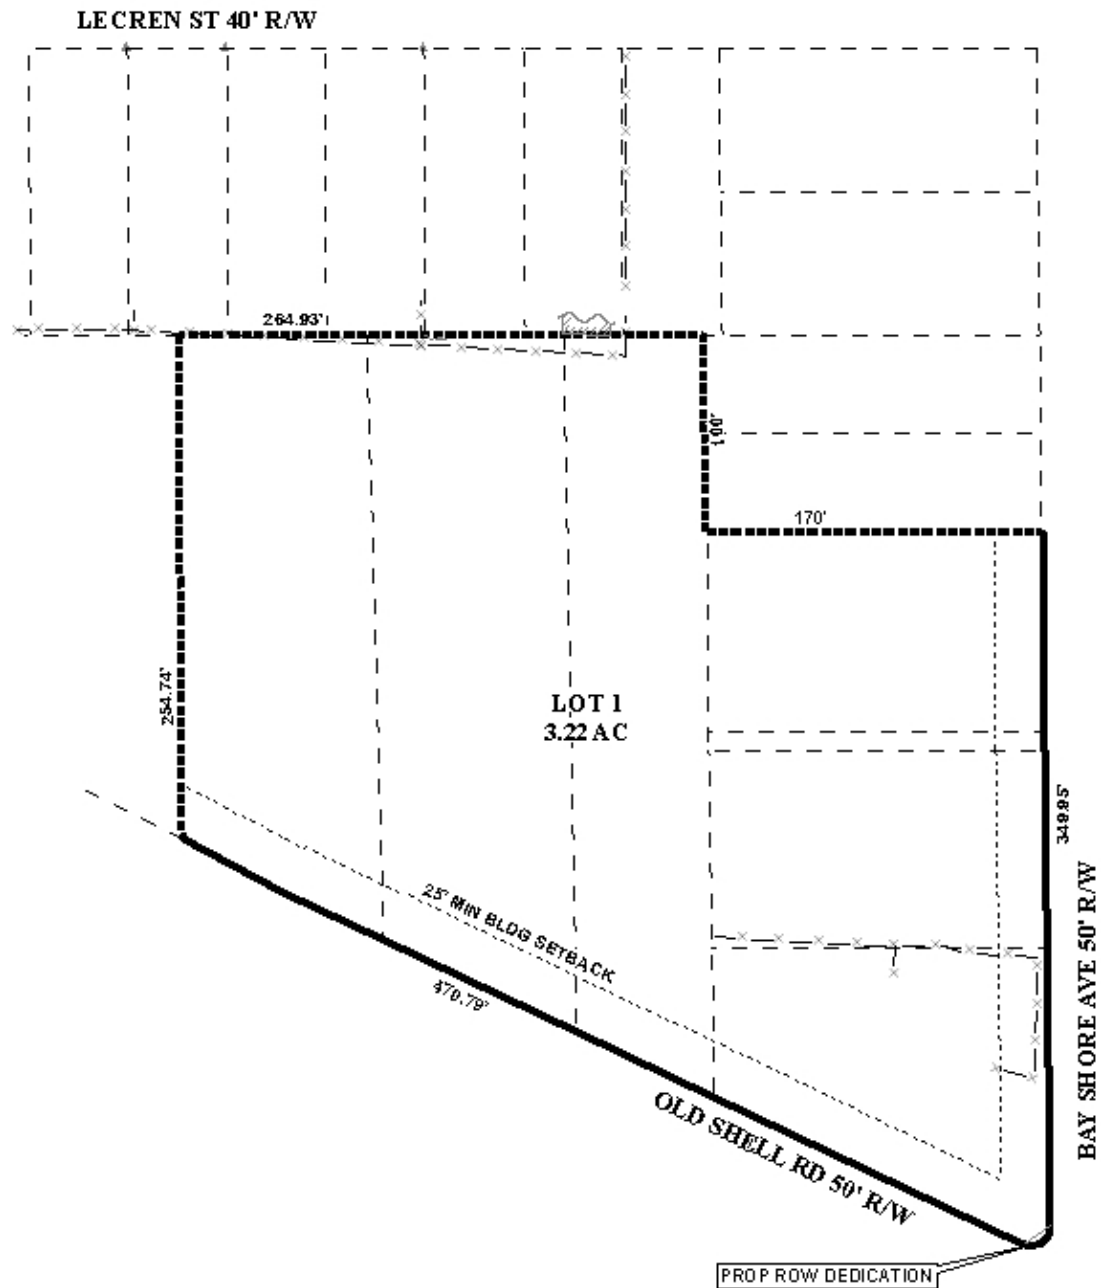 LECREN ST 40' R/W
264.93'
100'
170'
254.74'
LOT 1
3.22 AC
349.95'
25' MIN BLDG SETBACK
470.79'
OLD SHELL RD 50' R/W
BAY SHORE AVE 50' R/W
PROP ROW DEDICATION